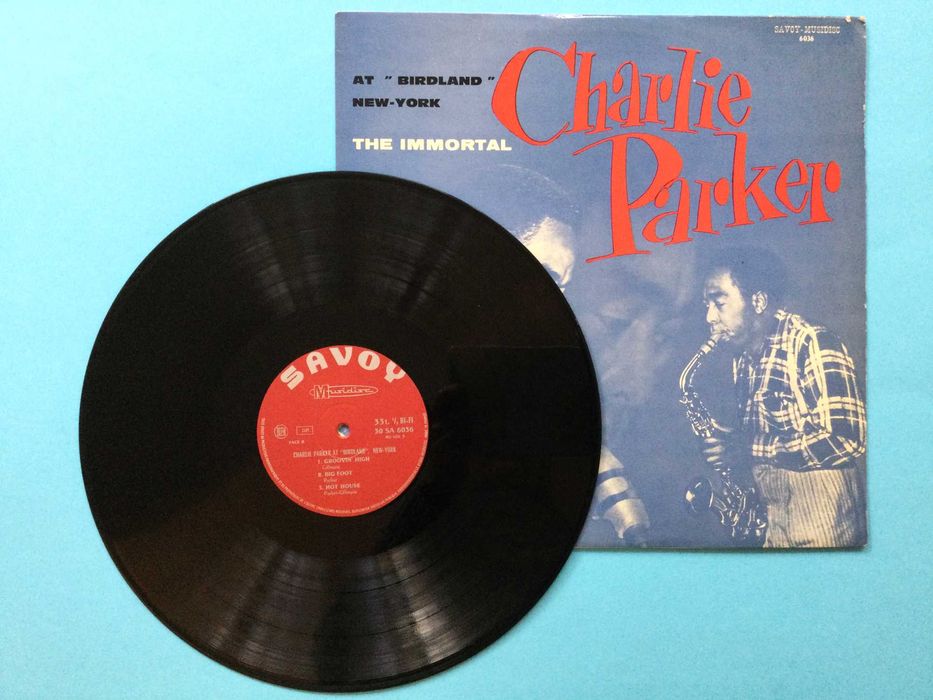 SAVOY-MUSIDISC
6036
AT " BIRDLAND "
NEW-YORK
THE IMMORTAL
Charlie
Parker
SAVOY
Musidisc
33 t. ⅓ HI-FI
30 SA 6036
FACE B
CHARLIE PARKER AT "BIRDLAND", NEW-YORK
1. GROOVIN' HIGH
Gillespie
2. BIG FOOT
Parker
3. HOT HOUSE